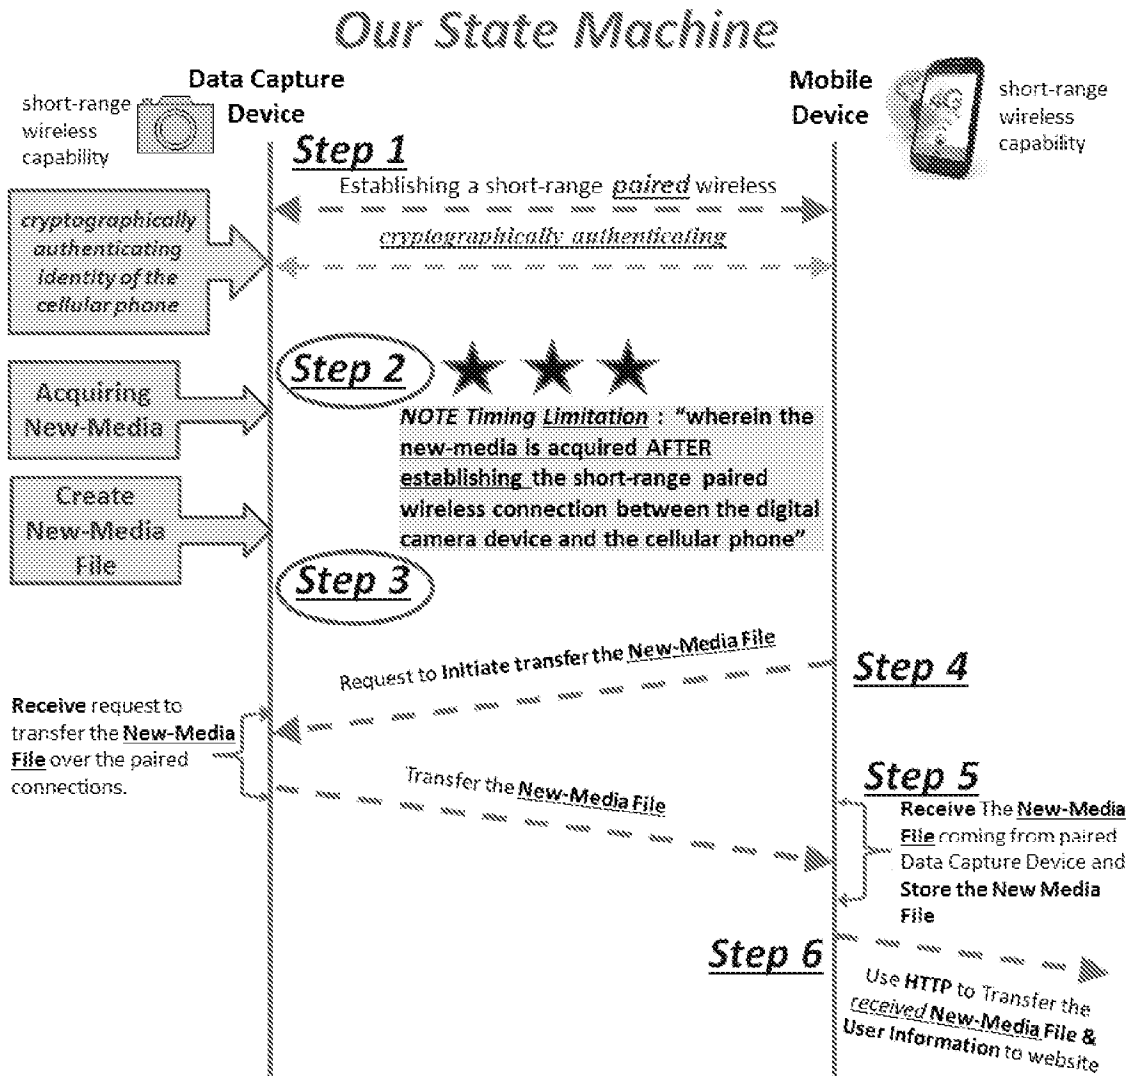 Our State Machine
Data Capture
Device
short-range
wireless
capability
Mobile
Device
short-range
wireless
capability
Step 1
Establishing a short-range paired wireless
cryptographically authenticating
cryptographically
authenticating
identity of the
cellular phone
Step 2
Acquiring
New-Media
NOTE Timing Limitation : “wherein the
new-media is acquired AFTER
establishing the short-range paired
wireless connection between the digital
camera device and the cellular phone”
Create
New-Media
File
Step 3
Request to Initiate transfer the New-Media File
Step 4
Receive request to
transfer the New-Media
File over the paired
connections.
Transfer the New-Media File
Step 5
Receive The New-Media
File coming from paired
Data Capture Device and
Store the New Media
File
Step 6
Use HTTP to Transfer the
received New-Media File &
User Information to website